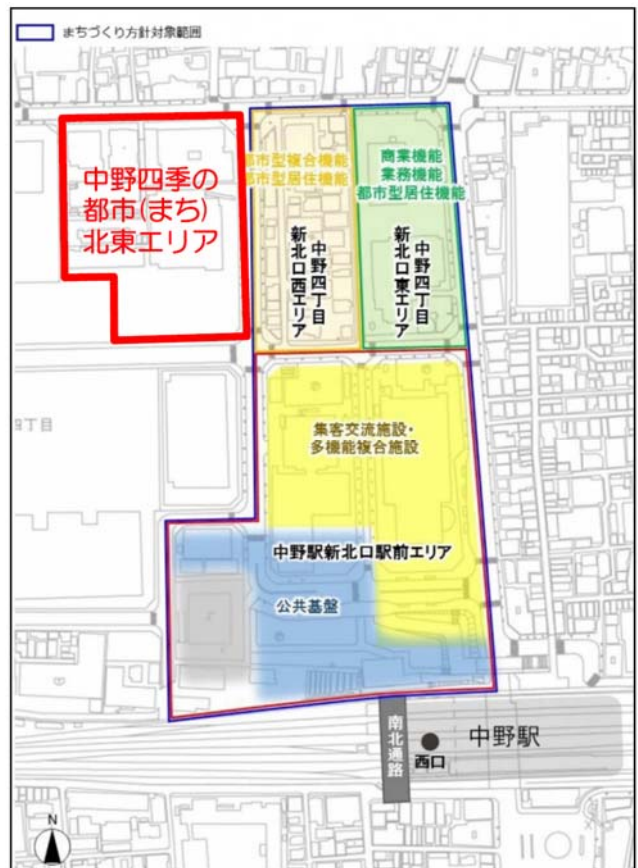 まちづくり方針対象範囲
中野四季の
都市(まち)
北東エリア
都市型複合機能
都市型居住機能
中野四丁目
新北口西エリア
商業機能
業務機能
都市型居住機能
中野四丁目
新北口東エリア
四丁目
集客交流施設・
多機能複合施設
中野駅新北口駅前エリア
公共基盤
南北通路
西口
中野駅
N